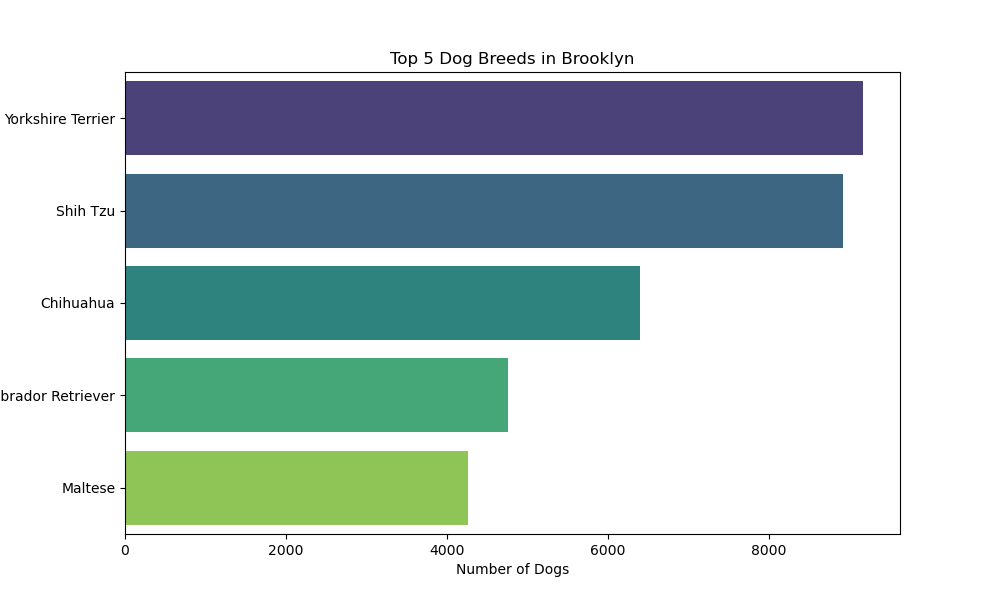 Top 5 Dog Breeds in Brooklyn
Yorkshire Terrier
Shih Tzu
Chihuahua
brador Retriever
Maltese
0 2000 4000 6000 8000
Number of Dogs